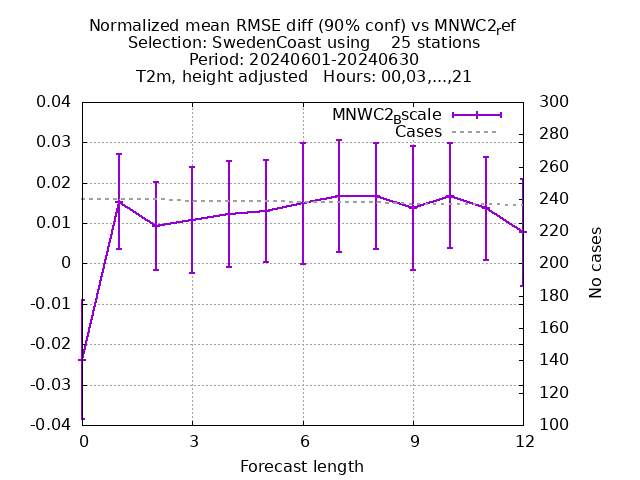 Normalized mean RMSE diff (90% conf) vs MNWC2ref
Selection: SwedenCoast using 25 stations
Period: 20240601-20240630
T2m, height adjusted Hours: 00,03,...,21
MNWC2Bscale
Cases
0.04
0.03
0.02
0.01
0
-0.01
-0.02
-0.03
-0.04
300
280
260
240
220
200
180
160
140
120
100
No cases
0 3 6 9 12
Forecast length